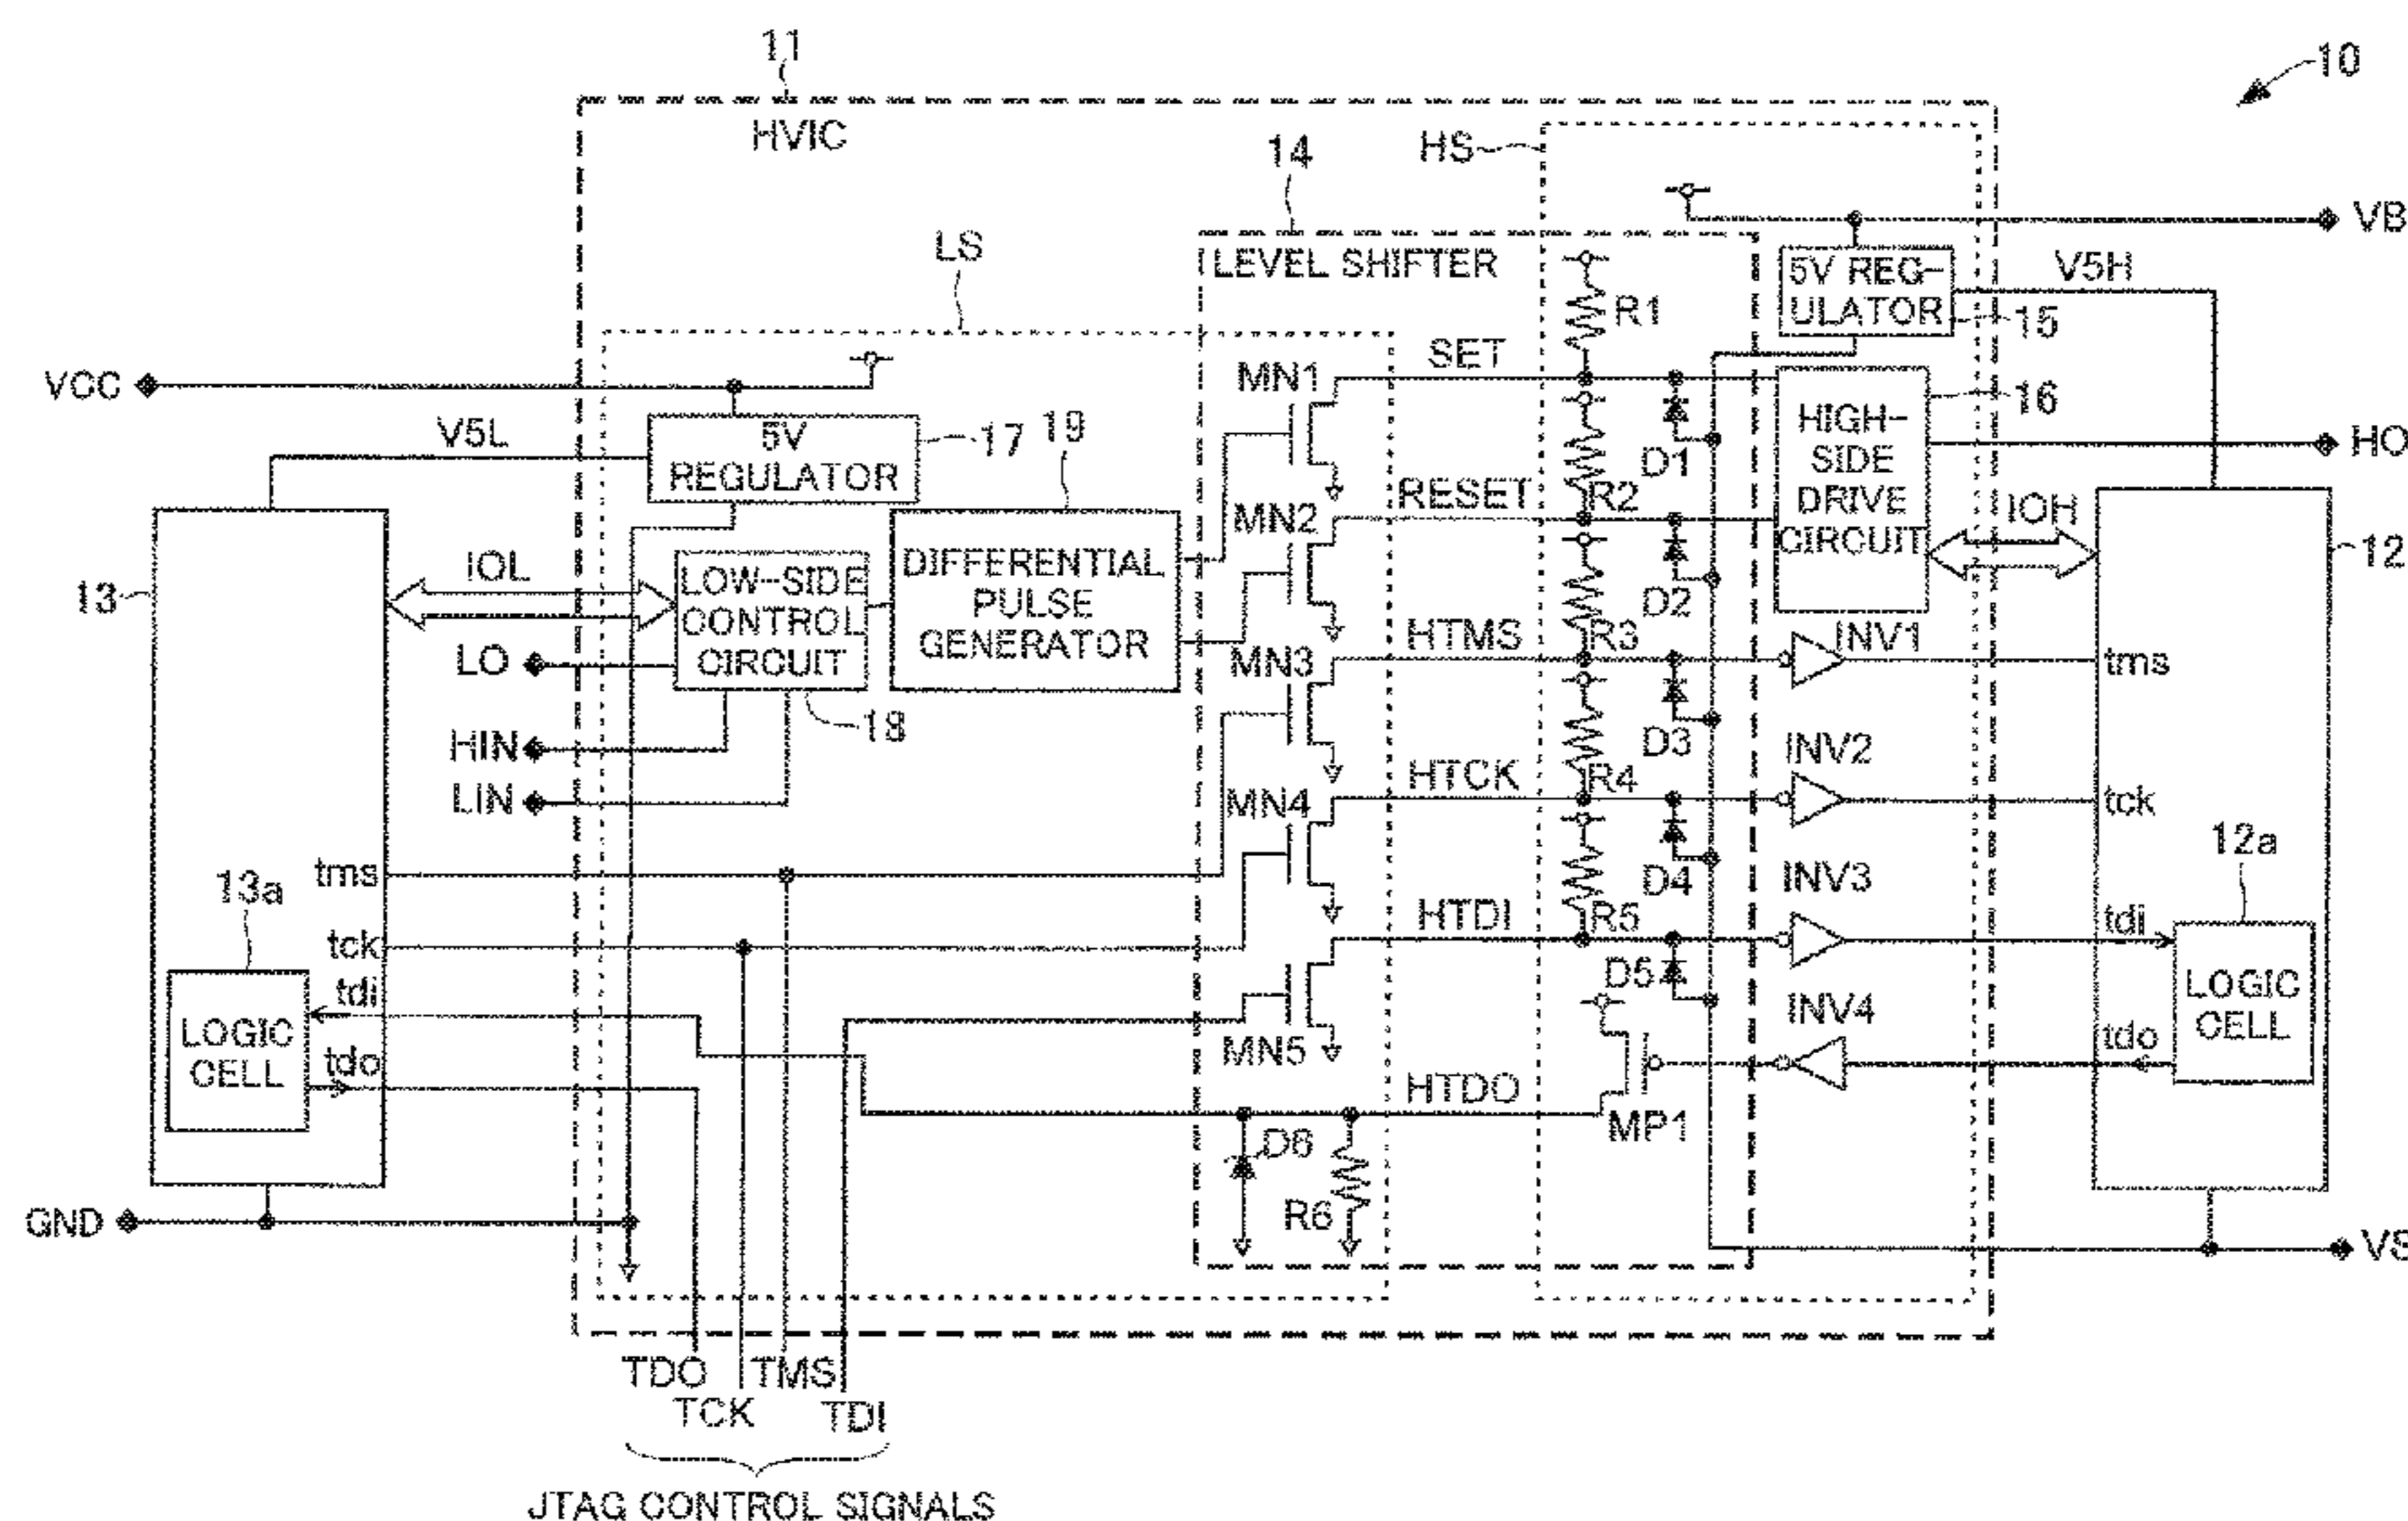 11
10
HVIC
14
HS
VB
LS
LEVEL SHIFTER
5V REG-
ULATOR
V5H
R1
15
VCC
SET
MN1
V5L
5V
REGULATOR
17
19
16
HIGH-
SIDE
DRIVE
CIRCUIT
HO
D1
RESET
R2
MN2
IOH
IOL
13
LOW-SIDE
CONTROL
CIRCUIT
DIFFERENTIAL
PULSE
GENERATOR
12
D2
HTMS
R3
INV1
LO
MN3
tms
18
HIN
D3
INV2
HTCK
R4
LIN
MN4
tck
12a
tms
13a
D4
INV3
HTDI
R5
tdi
tck
tdi
D5
LOGIC
CELL
INV4
LOGIC
CELL
tdo
MN5
tdo
HTDO
MP1
D6
R6
GND
VS
TDO
TMS
TCK
TDI
JTAG CONTROL SIGNALS